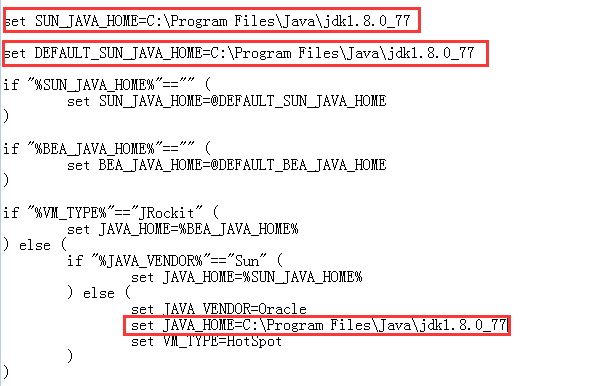 set SUN_JAVA_HOME=C:\Program Files\Java\jdk1.8.0_77
set DEFAULT_SUN_JAVA_HOME=C:\Program Files\Java\jdk1.8.0_77
if "%SUN_JAVA_HOME%"=="" (
set SUN_JAVA_HOME=@DEFAULT_SUN_JAVA_HOME
)
if "%BEA_JAVA_HOME%"=="" (
set BEA_JAVA_HOME=@DEFAULT_BEA_JAVA_HOME
)
if "%VM_TYPE%"=="JRockit" (
set JAVA_HOME=%BEA_JAVA_HOME%
) else (
if "%JAVA_VENDOR%"=="Sun" (
set JAVA_HOME=%SUN_JAVA_HOME%
) else (
set JAVA_VENDOR=Oracle
set JAVA_HOME=C:\Program Files\Java\jdk1.8.0_77
set VM_TYPE=HotSpot
)
)